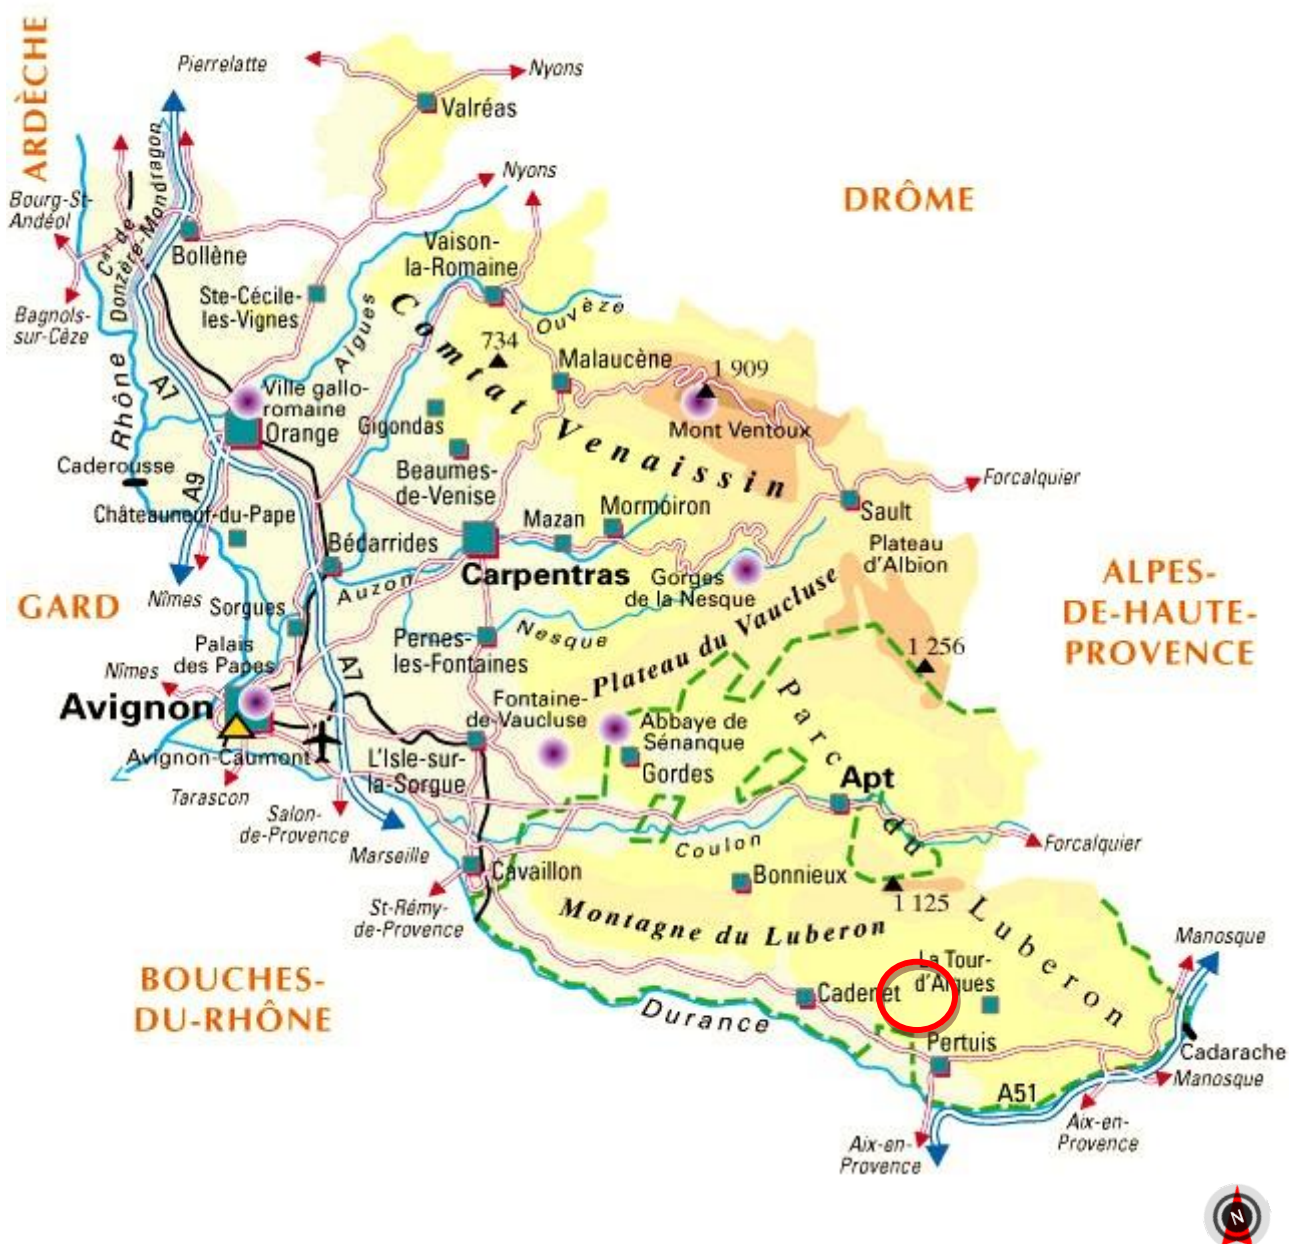 ARDÈCHE
Pierrelatte
Nyons
Valréas
Nyons
DRÔME
Bourg-St-
Andéol
Cal de
Donzère-Mondragon
Bollène
Vaison-
la-Romaine
Ste-Cécile-
les-Vignes
Bagnols-
sur-Cèze
Aigues
Ouvèze
Comtat Venaissin
734
Malaucène
1 909
Rhône
A7
Ville gallo-
romaine
Orange
Gigondas
Mont Ventoux
Caderousse
A9
Beaumes-
de-Venise
Forcalquier
Châteauneuf-du-Pape
Mazan
Mormoiron
Sault
Bédarrides
Plateau
d'Albion
Carpentras
Auzon
Gorges
de la Nesque
ALPES-
DE-HAUTE-
PROVENCE
GARD
Nîmes
Sorgues
Palais
des Papes
Pernes-
les-Fontaines
Nesque
Plateau du Vaucluse
1 256
Nîmes
A7
Avignon
Fontaine-
de-Vaucluse
Abbaye de
Sénanque
Parc du Luberon
Avignon-Caumont
L'Isle-sur-
la-Sorgue
Gordes
Apt
Tarascon
Salon-
de-Provence
Marseille
Coulon
Forcalquier
Cavaillon
Bonnieux
1 125
St-Rémy-
de-Provence
Montagne du Luberon
Manosque
BOUCHES-
DU-RHÔNE
La Tour-
d'Aigues
Cadenet
Durance
Pertuis
Cadarache
Manosque
A51
Aix-en-
Provence
Aix-en-
Provence
N